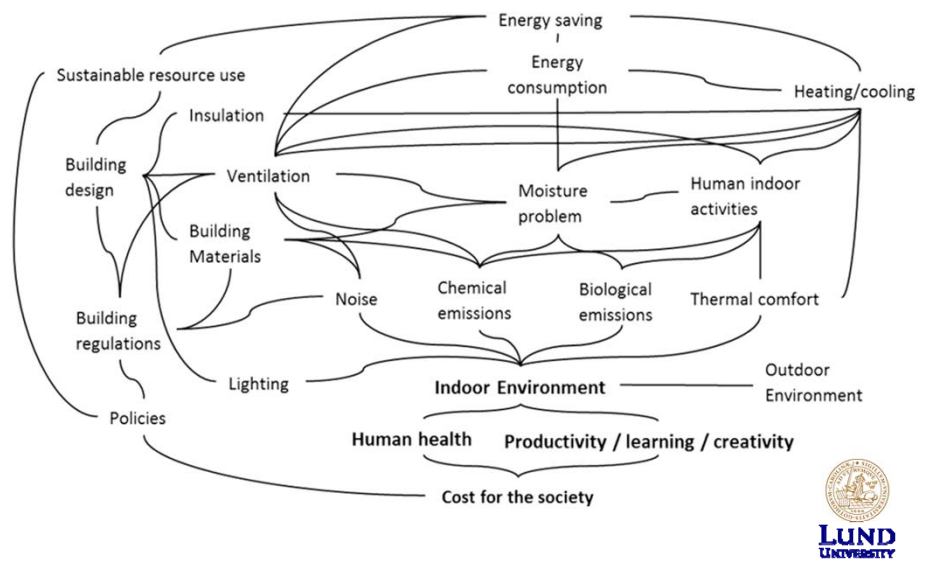 Energy saving
Sustainable resource use
Energy
consumption
Heating/cooling
Insulation
Building
design
Ventilation
Moisture
problem
Human indoor
activities
Building
Materials
Noise
Chemical
emissions
Biological
emissions
Thermal comfort
Building
regulations
Lighting
Indoor Environment
Outdoor
Environment
Policies
Human health
Productivity / learning / creativity
Cost for the society
LUND
UNIVERSITY